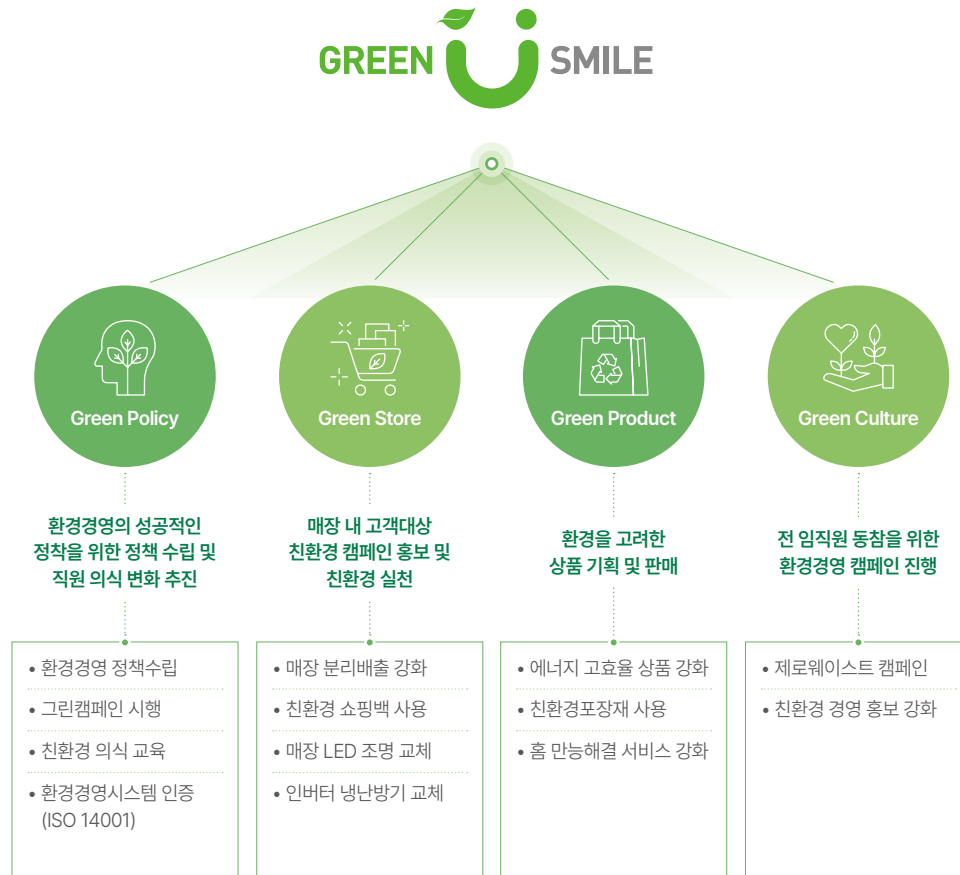 GREEN SMILE
Green Policy
Green Store
Green Product
Green Culture
환경경영의 성공적인
정착을 위한 정책 수립 및
직원 의식 변화 추진
매장 내 고객대상
친환경 캠페인 홍보 및
친환경 실천
환경을 고려한
상품 기획 및 판매
전 임직원 동참을 위한
환경경영 캠페인 진행
• 환경경영 정책수립
• 그린캠페인 시행
• 친환경 의식 교육
• 환경경영시스템 인증
(ISO 14001)
• 매장 분리배출 강화
• 친환경 쇼핑백 사용
• 매장 LED 조명 교체
• 인버터 냉난방기 교체
• 에너지 고효율 상품 강화
• 친환경포장재 사용
• 홈 만능해결 서비스 강화
• 제로웨이스트 캠페인
• 친환경 경영 홍보 강화